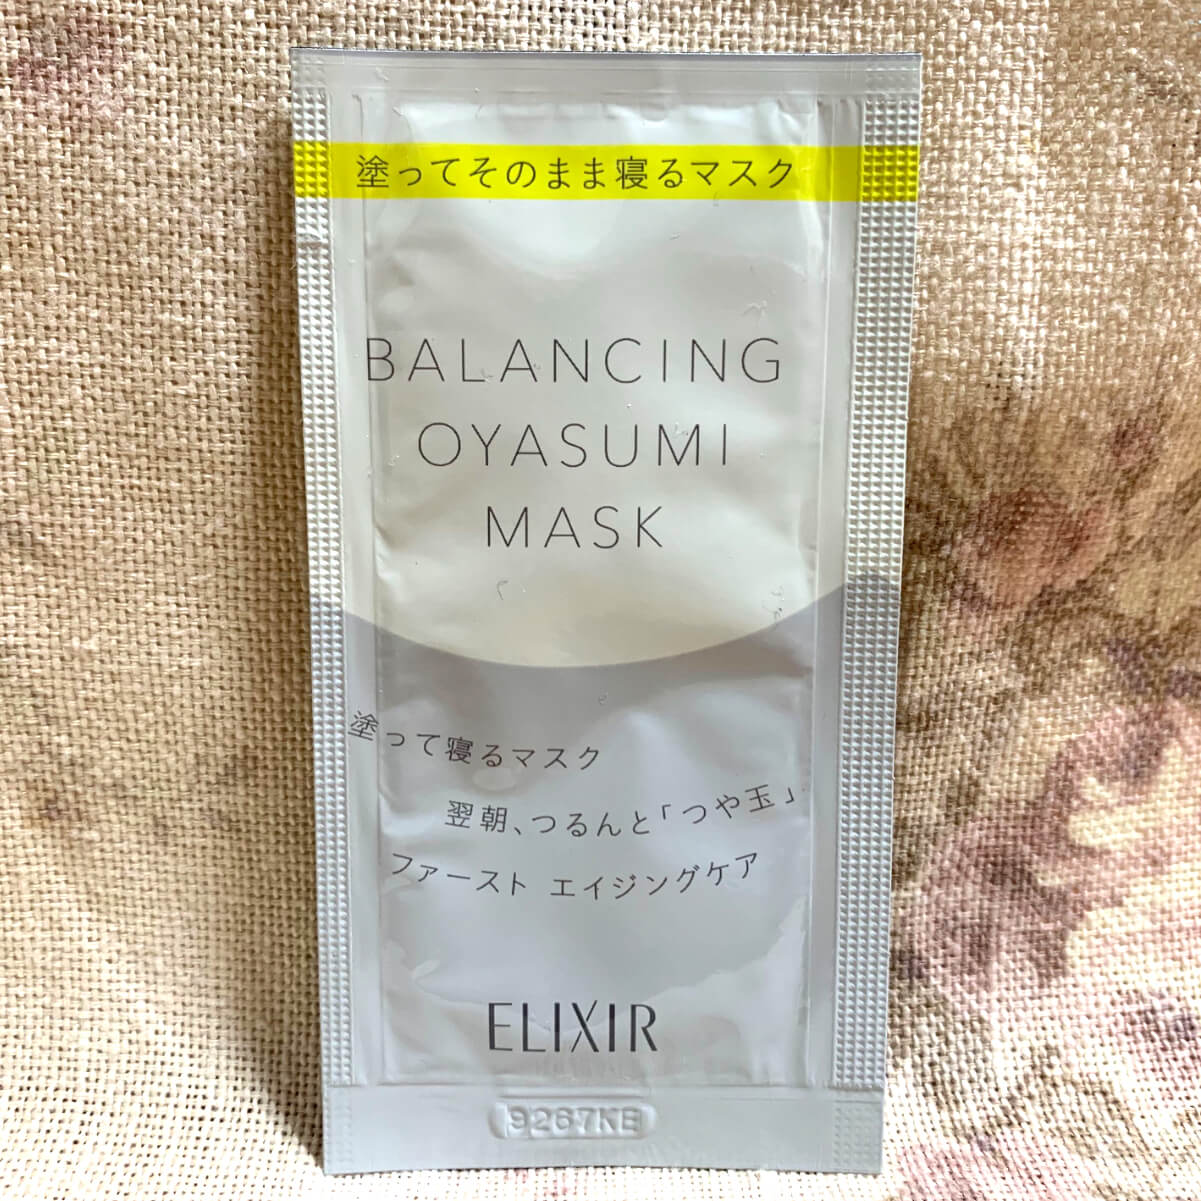 塗ってそのまま寝るマスク
BALANCING
OYASUMI
MASK
塗って寝るマスク
翌朝、つるんと「つや玉」
ファースト エイジングケア
ELIXIR
9267KE